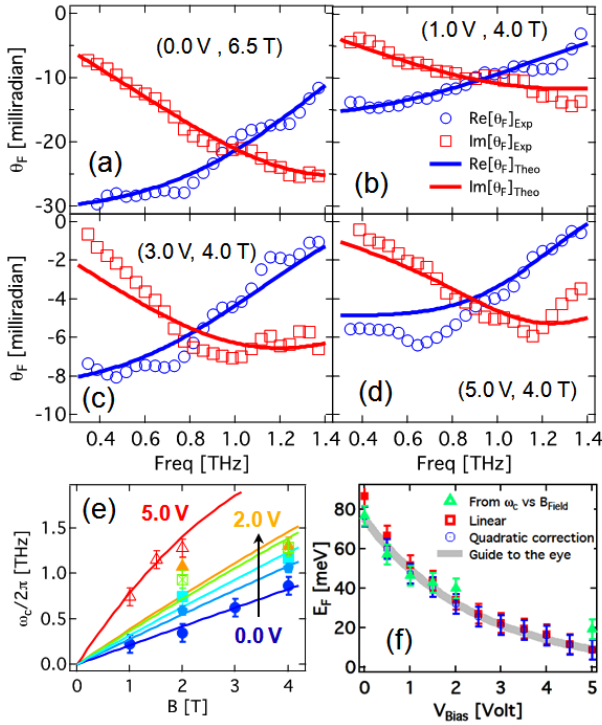 0
-10
-20
-30
θF [milliradian]
(0.0 V , 6.5 T)
(a)
0
-10
-20
-30
(1.0 V , 4.0 T)
Re[θF]Exp
Im[θF]Exp
Re[θF]Theo
Im[θF]Theo
(b)
-2
-4
-6
-8
θF [milliradian]
(3.0 V, 4.0 T)
(c)
0.4 0.6 0.8 1.0 1.2
Freq [THz]
(5.0 V, 4.0 T)
(d)
0.4 0.6 0.8 1.0 1.2 1.4
Freq [THz]
(e)
5.0 V
2.0 V
0.0 V
1.5
1.0
0.5
0.0
ωc/2π [THz]
0 1 2 3 4
B [T]
80
60
40
20
0
EF [meV]
From ωc vs BField
Linear
Quadratic correction
Guide to the eye
(f)
0 1 2 3 4 5
VBias [Volt]